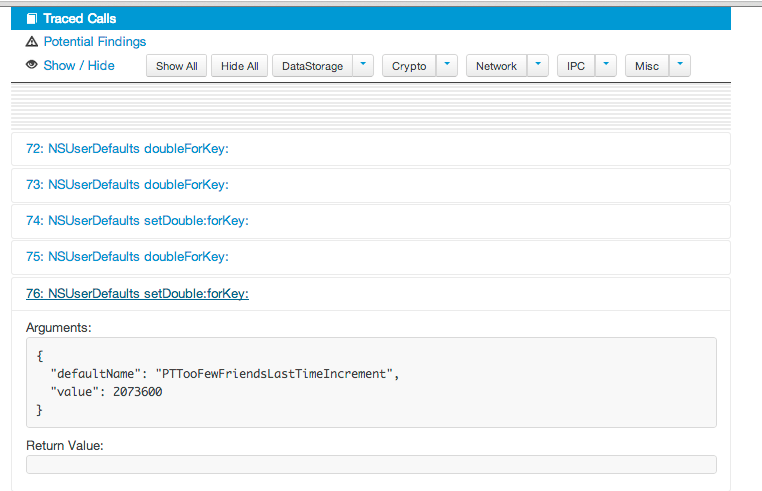 Traced Calls
Potential Findings
Show / Hide Show All Hide All DataStorage Crypto Network IPC Misc
72: NSUserDefaults doubleForKey:
73: NSUserDefaults doubleForKey:
74: NSUserDefaults setDouble:forKey:
75: NSUserDefaults doubleForKey:
76: NSUserDefaults setDouble:forKey:
Arguments:
{
  "defaultName": "PTTooFewFriendsLastTimeIncrement",
  "value": 2073600
}
Return Value: